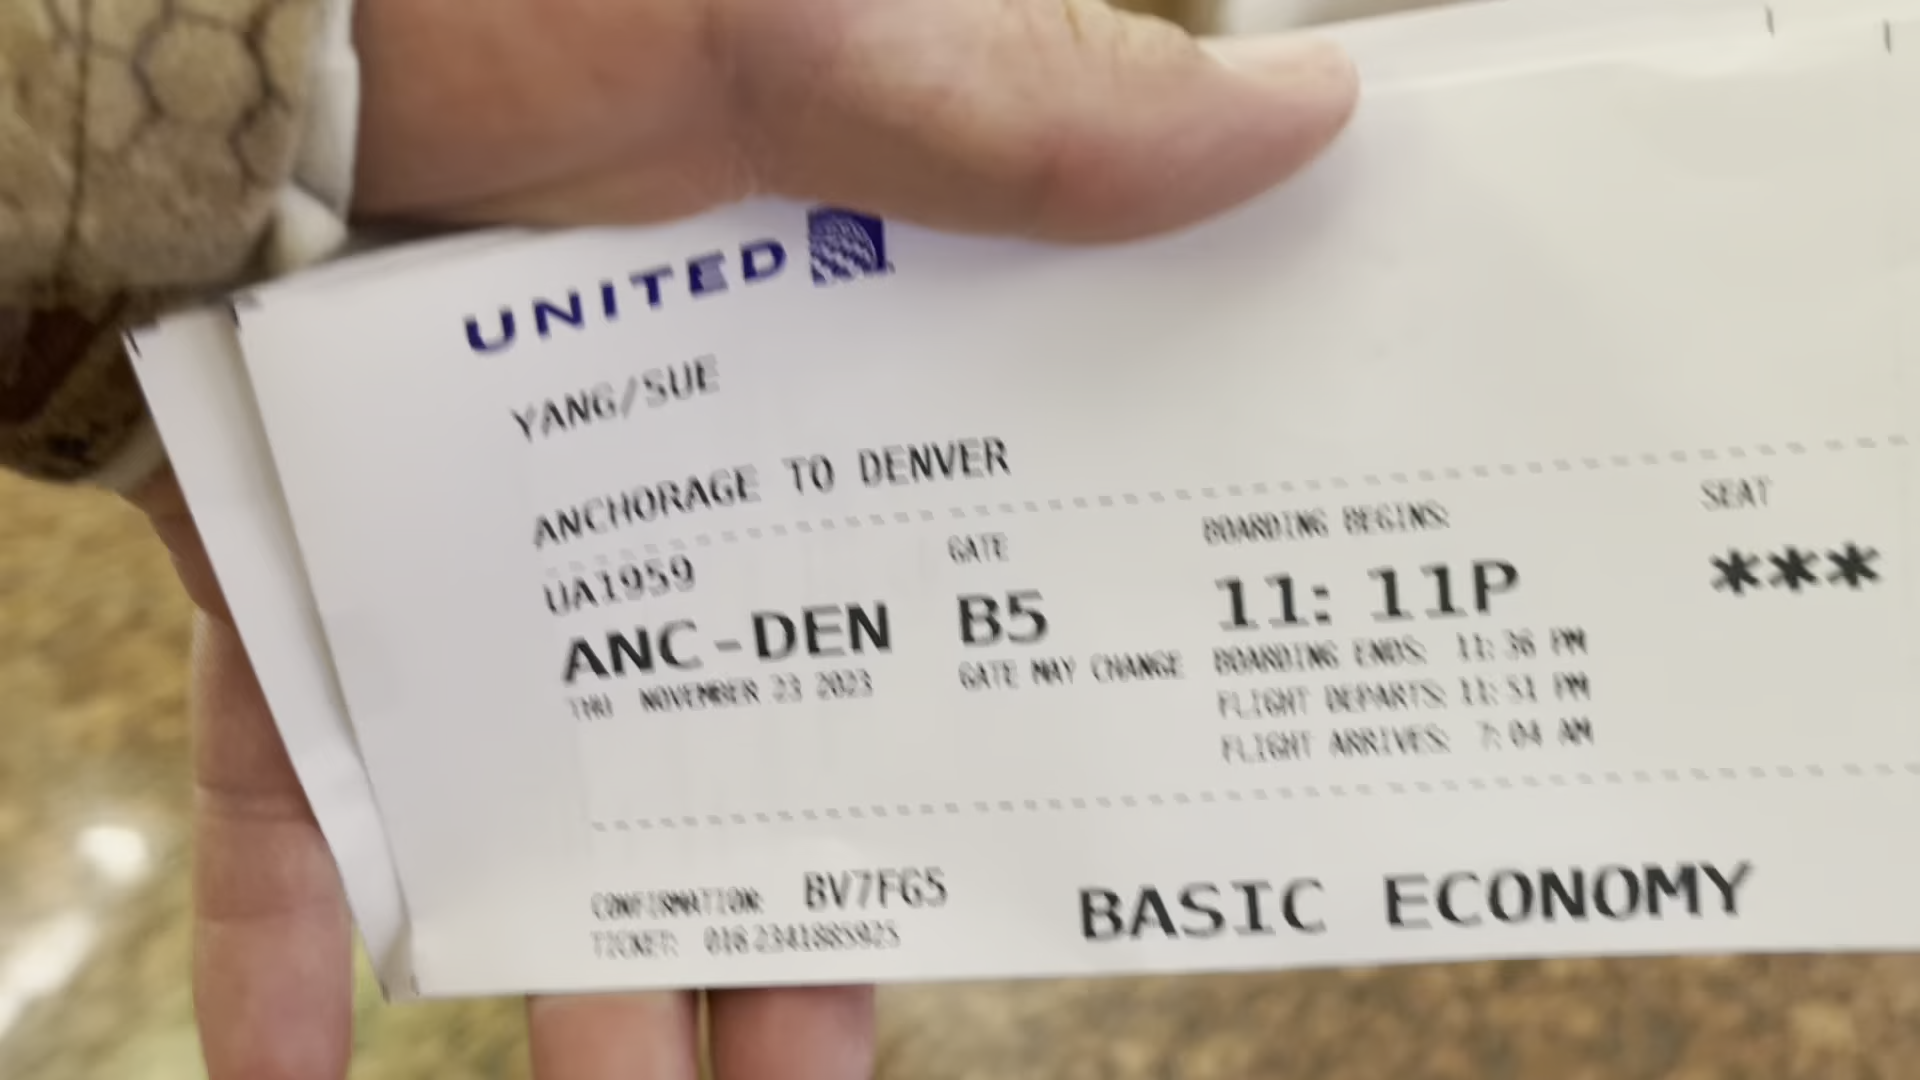 UNITED
YANG/SUE
ANCHORAGE TO DENVER
UA1959
ANC-DEN
THU NOVEMBER 23 2023
GATE
B5
GATE MAY CHANGE
BOARDING BEGINS:
11:11P
BOARDING ENDS: 11:36 PM
FLIGHT DEPARTS: 11:51 PM
FLIGHT ARRIVES: 7:04 AM
SEAT
***
CONFIRMATION: BV7FG5
TICKET: 0162341885925
BASIC ECONOMY